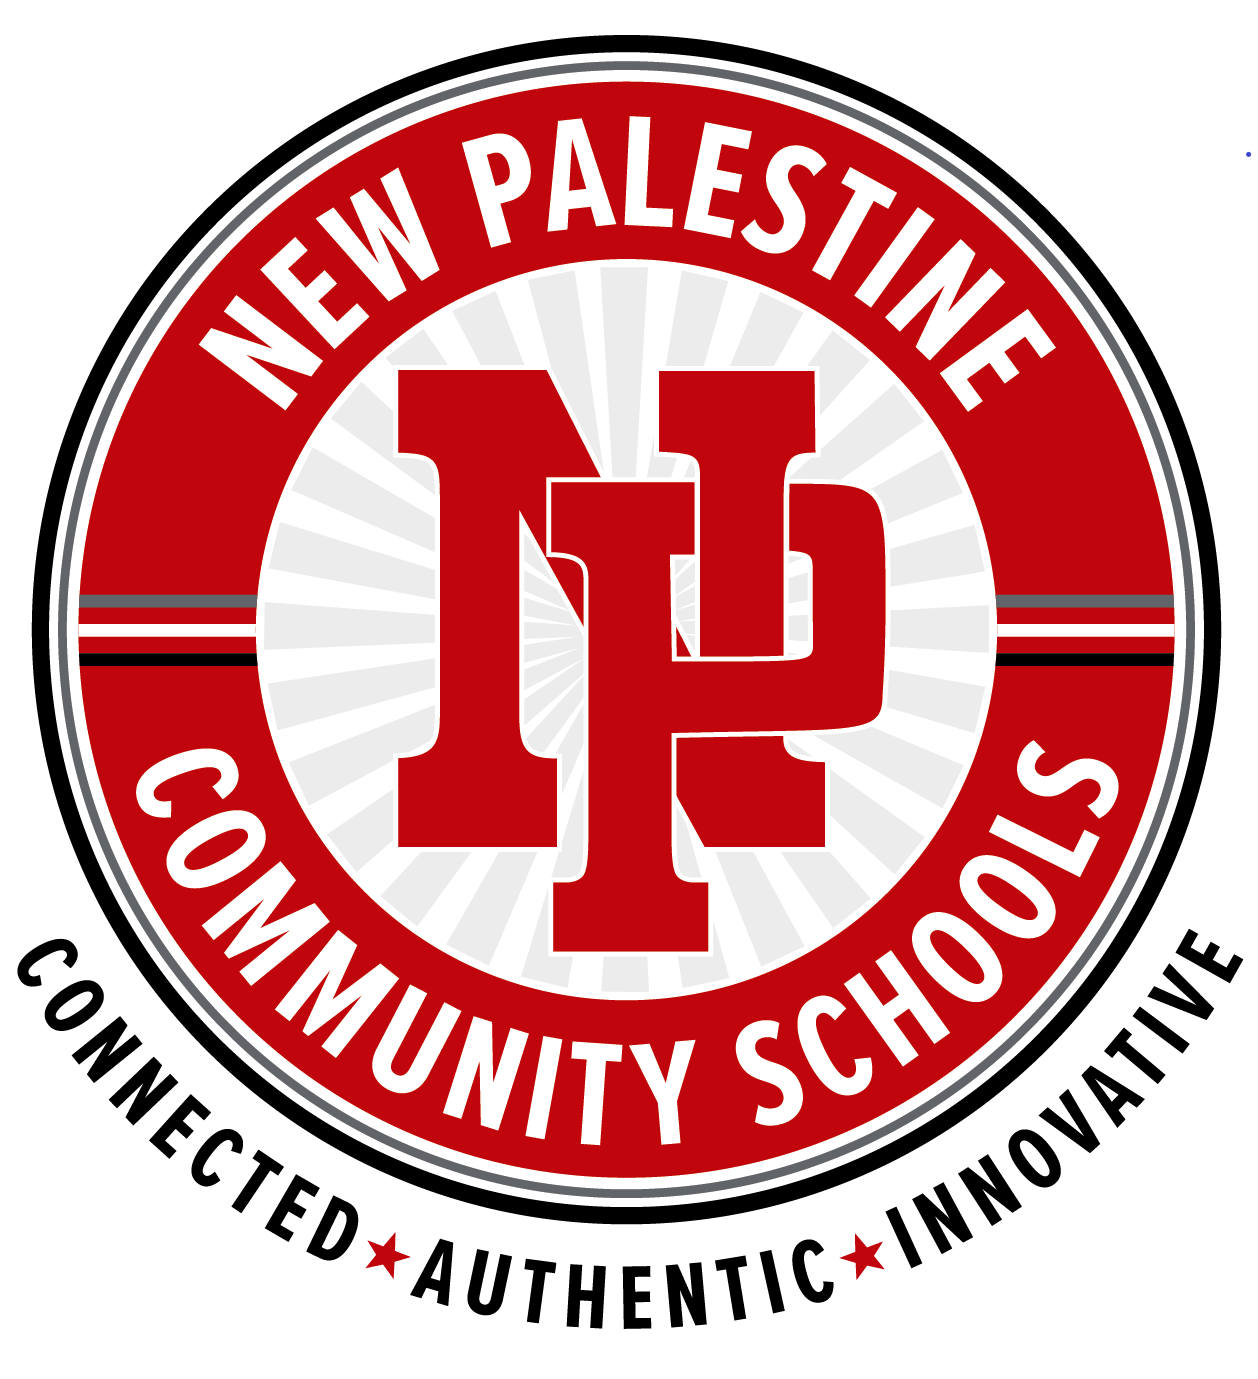 NEW PALESTINE
NP
COMMUNITY SCHOOLS
CONNECTED★AUTHENTIC★INNOVATIVE